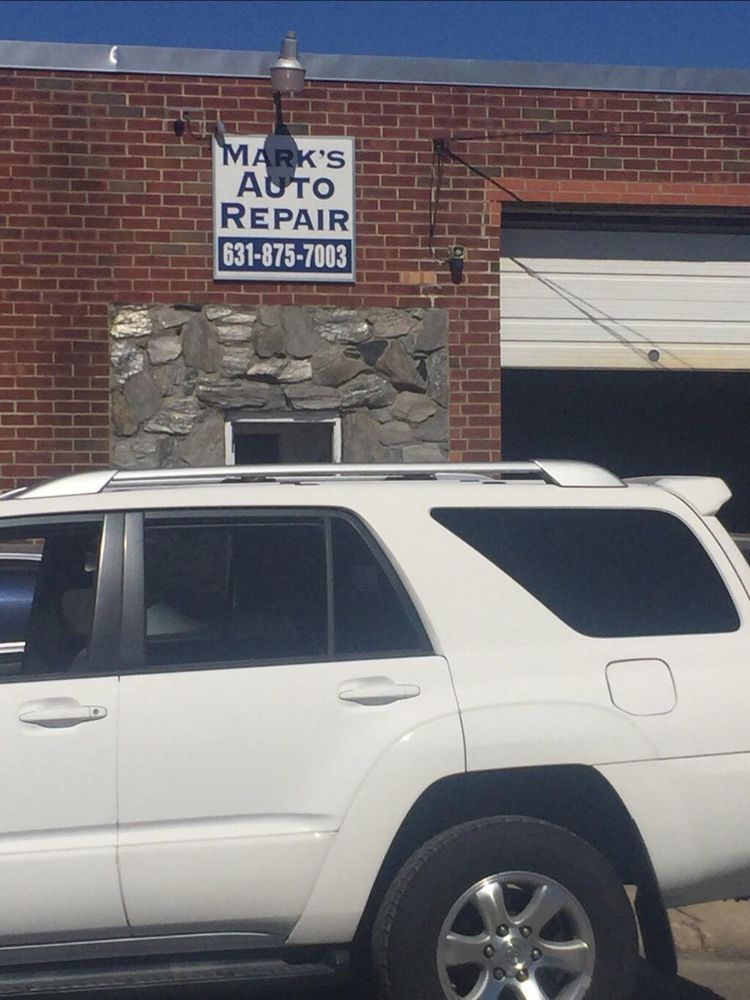 MARK'S
AUTO
REPAIR
631-875-7003